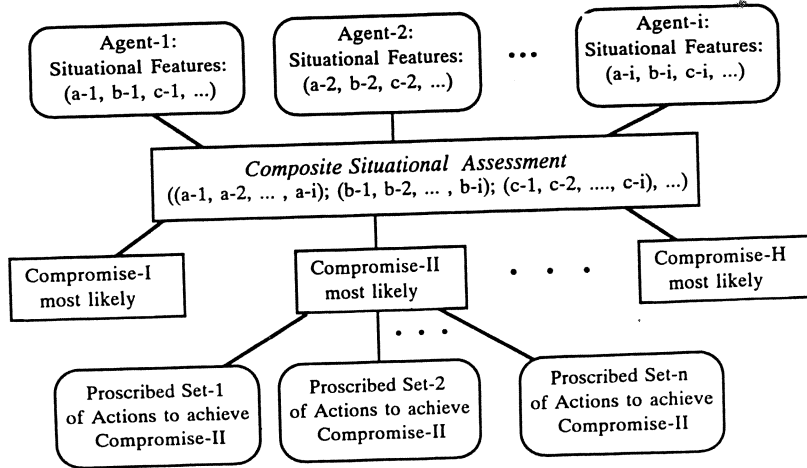 Agent-1:
Situational Features:
(a-1, b-1, c-1, ...)
Agent-2:
Situational Features:
(a-2, b-2, c-2, ...)
...
Agent-i:
Situational Features:
(a-i, b-i, c-i, ...)
Composite Situational Assessment
((a-1, a-2, ... , a-i); (b-1, b-2, ... , b-i); (c-1, c-2, ...., c-i), ...)
Compromise-I
most likely
Compromise-II
most likely
. . .
Compromise-H
most likely
. . .
Proscribed Set-1
of Actions to achieve
Compromise-II
Proscribed Set-2
of Actions to achieve
Compromise-II
Proscribed Set-n
of Actions to achieve
Compromise-II